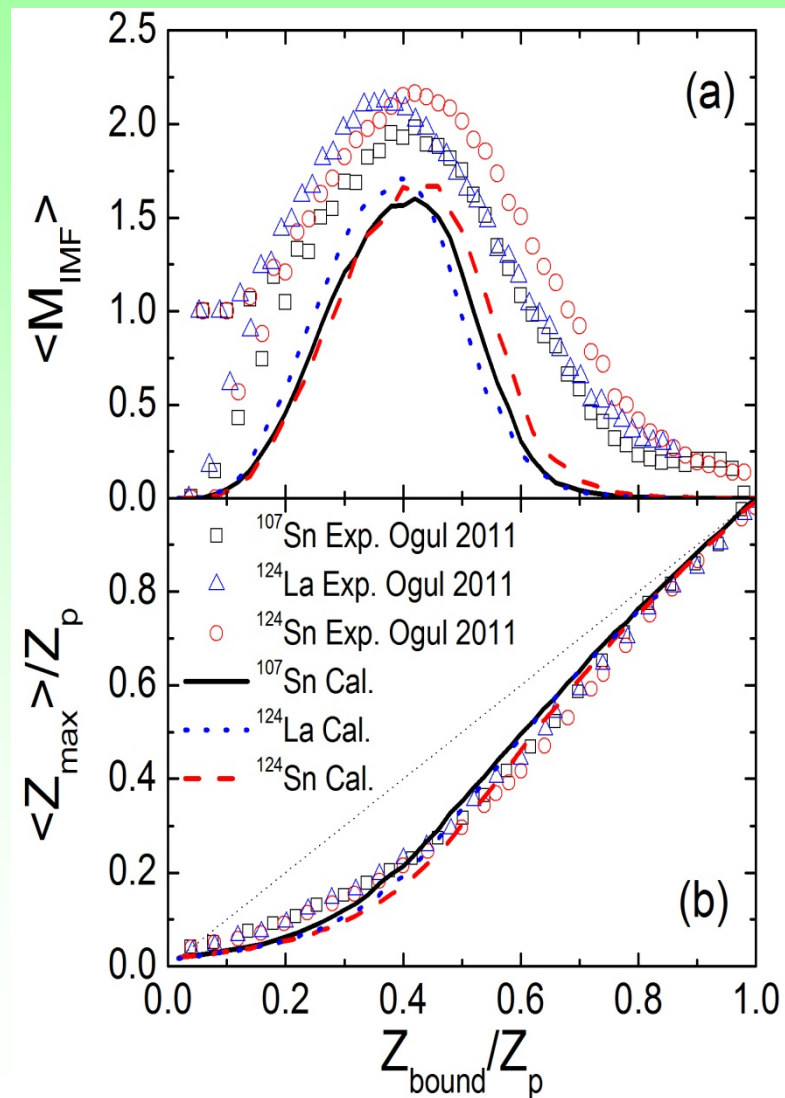 2.5
(a)
2.0
1.5
1.0
0.5
0.0
<M_IMF>
¹⁰⁷Sn Exp. Ogul 2011
¹²⁴La Exp. Ogul 2011
¹²⁴Sn Exp. Ogul 2011
¹⁰⁷Sn Cal.
¹²⁴La Cal.
¹²⁴Sn Cal.
0.8
0.6
0.4
0.2
0.0
<Z_max>/Z_p
(b)
0.0 0.2 0.4 0.6 0.8 1.0
Z_bound/Z_p